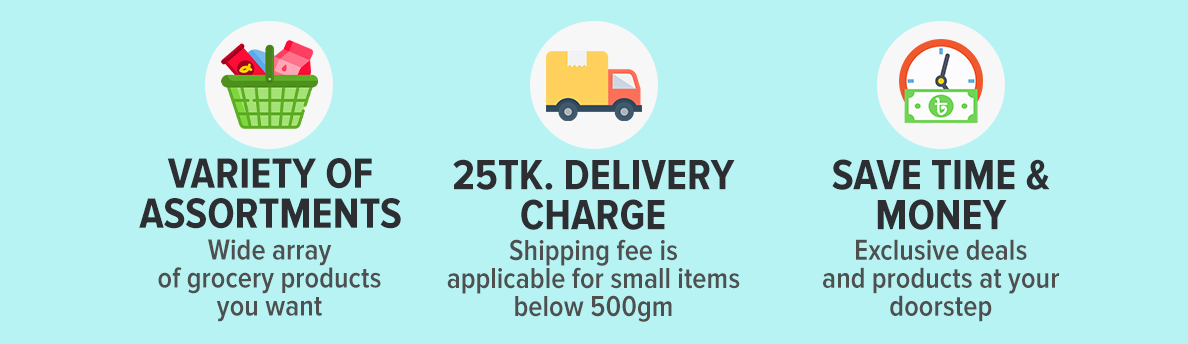 VARIETY OF
ASSORTMENTS
Wide array
of grocery products
you want
25TK. DELIVERY
CHARGE
Shipping fee is
applicable for small items
below 500gm
৳
SAVE TIME &
MONEY
Exclusive deals
and products at your
doorstep